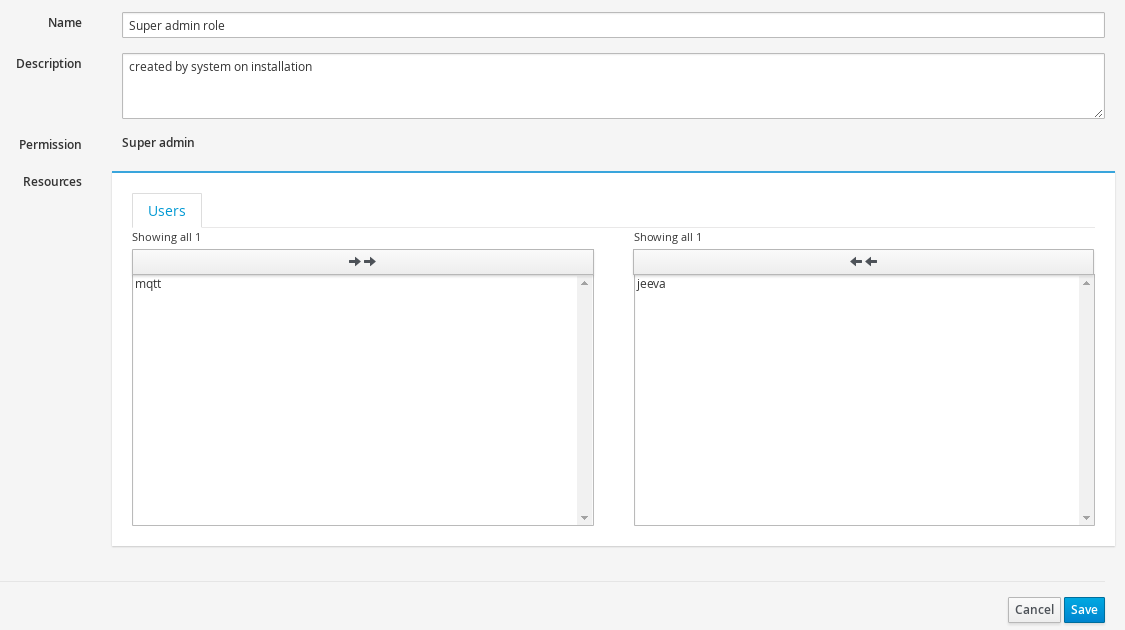 Name
Super admin role
Description
created by system on installation
Permission
Super admin
Resources
Users
Showing all 1
Showing all 1
mqtt
jeeva
Cancel
Save